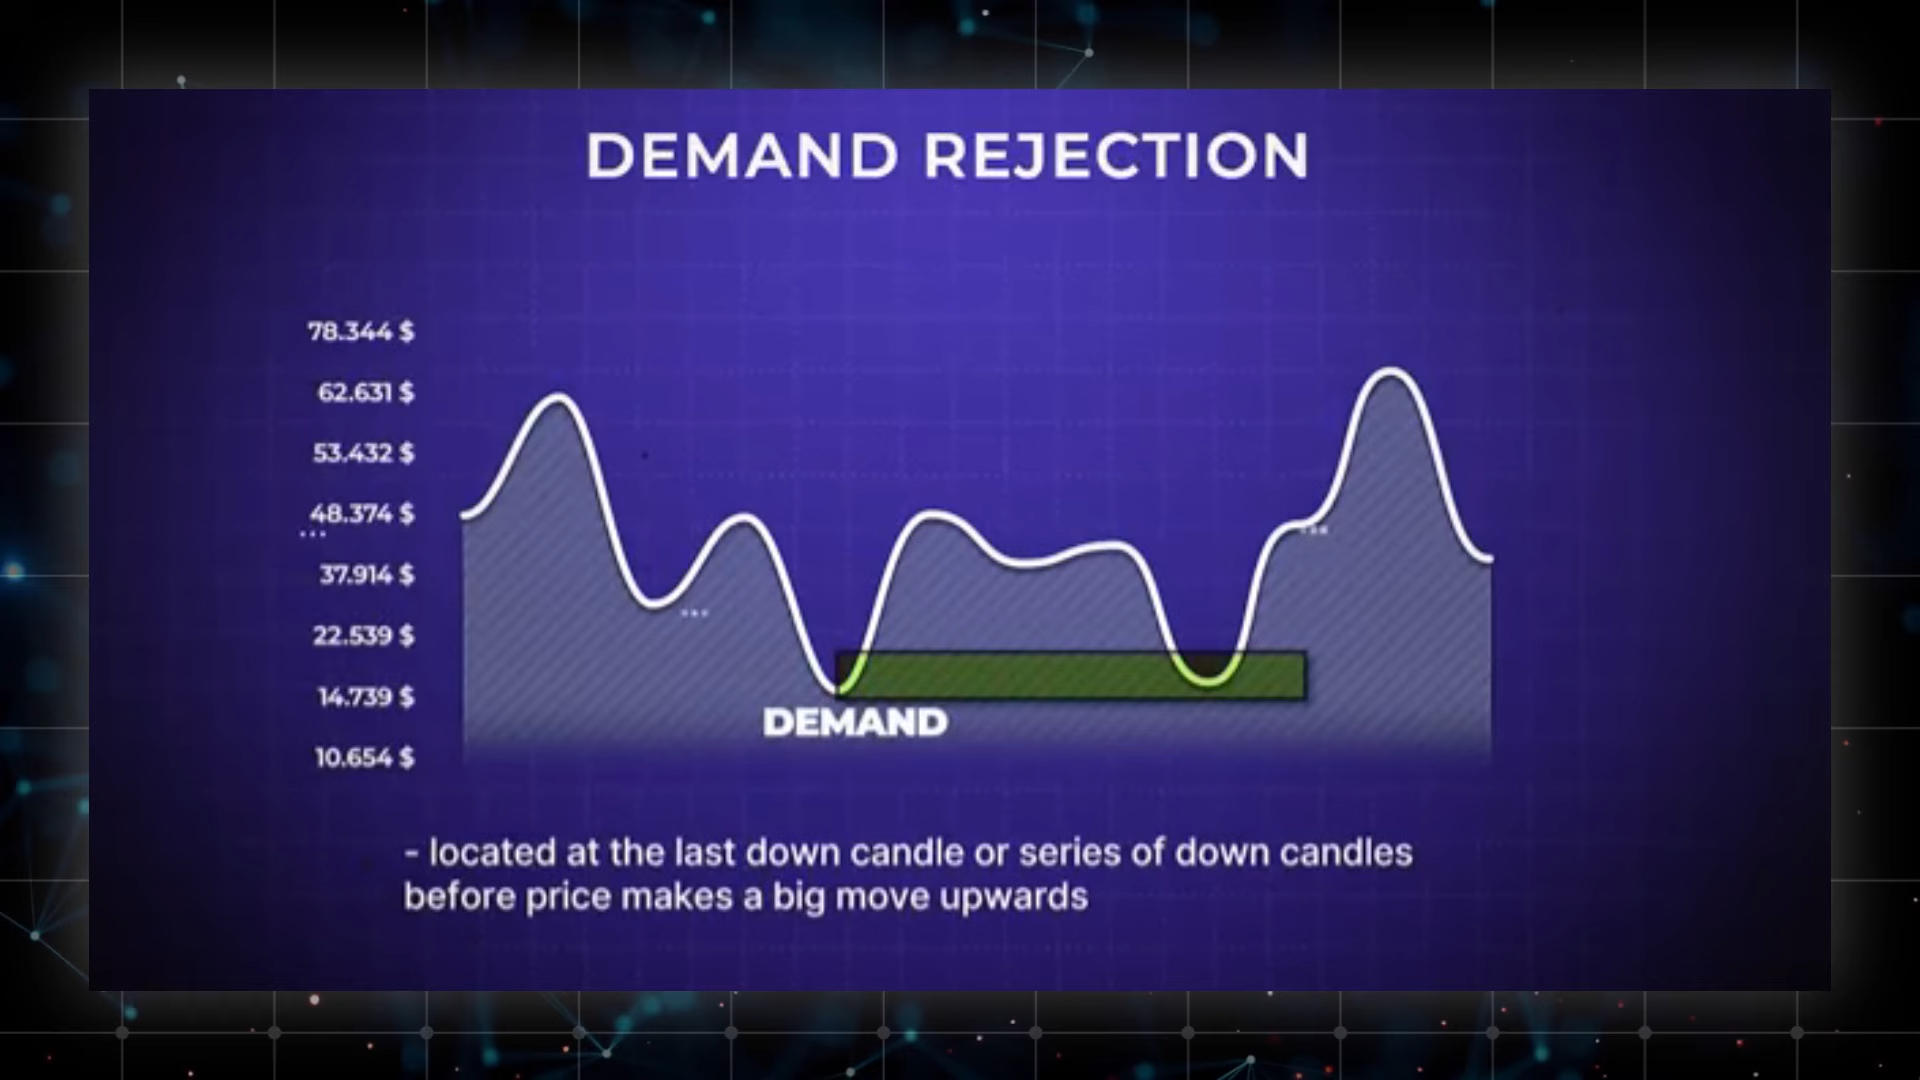 DEMAND REJECTION
78.344 $
62.631 $
53.432 $
48.374 $
37.914 $
22.539 $
14.739 $
10.654 $
DEMAND
- located at the last down candle or series of down candles
before price makes a big move upwards